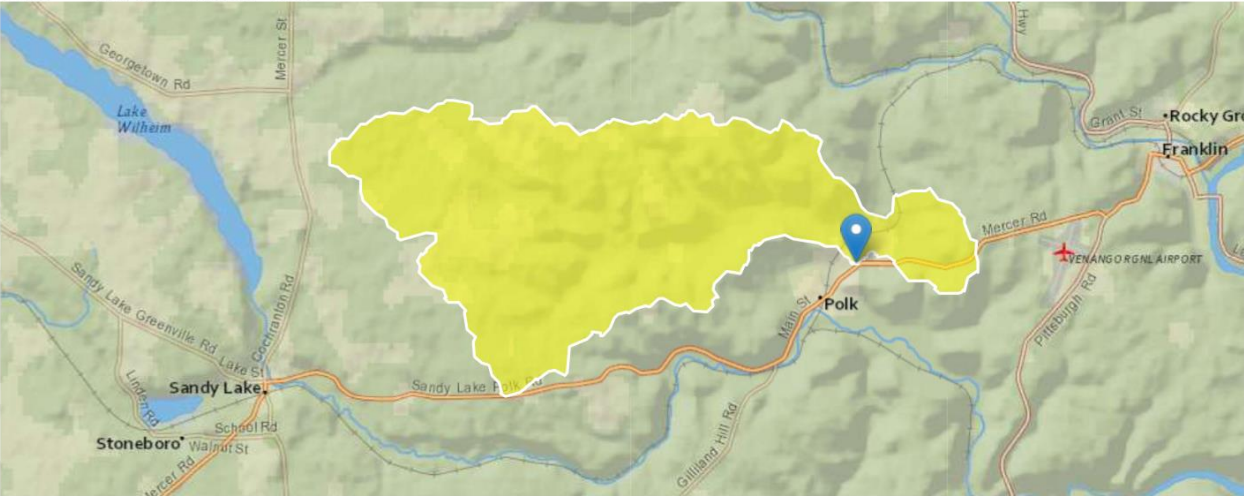 Georgetown Rd
Mercer St
Hwy
Lake
Wilhelm
Grant St
Rocky Gro
Franklin
Mercer Rd
VENANGO RGNL AIRPORT
Pittsburgh Rd
Cochranton Rd
Sandy Lake Greenville Rd
Lake St
Polk
Main St
Sandy Lake Polk Rd
Sandy Lake
Linden Rd
School Rd
Stoneboro
Walnut St
Gilliland Hill Rd
Mercer Rd